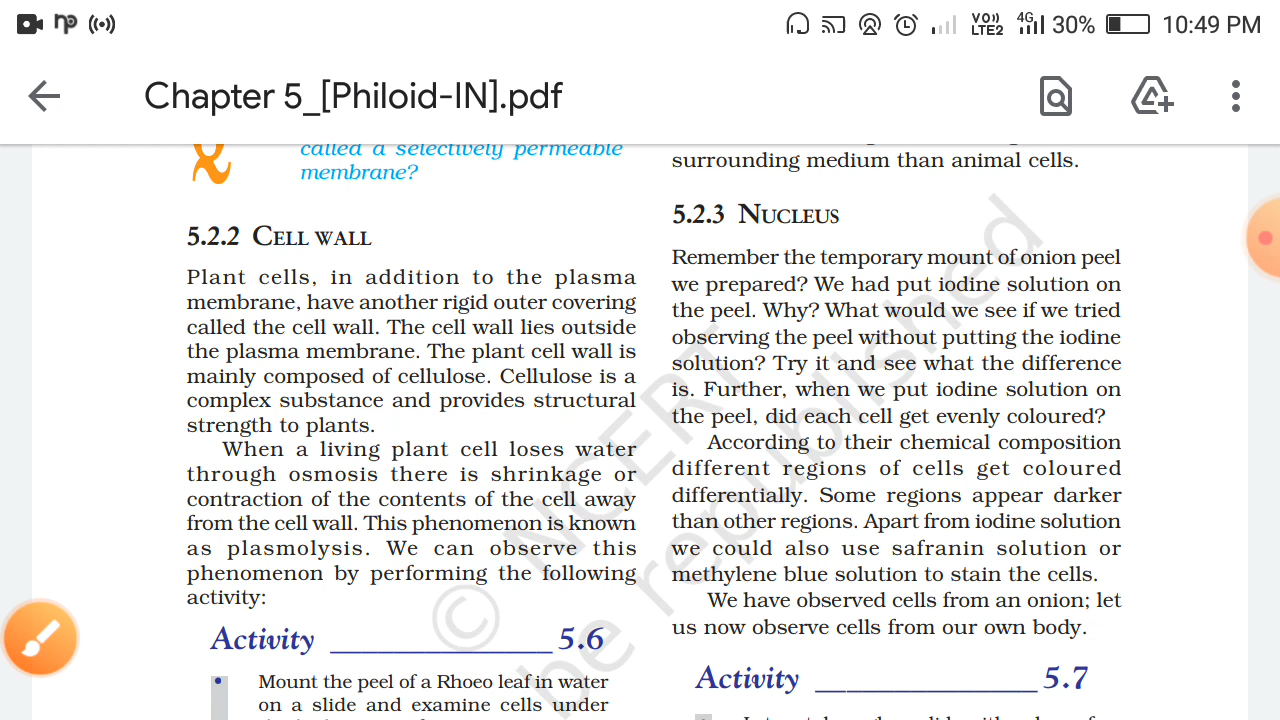 np
VO))
LTE2
4G
30%
10:49 PM
Chapter 5_[Philoid-IN].pdf
called a selectively permeable
membrane?
5.2.2 CELL WALL
Plant cells, in addition to the plasma
membrane, have another rigid outer covering
called the cell wall. The cell wall lies outside
the plasma membrane. The plant cell wall is
mainly composed of cellulose. Cellulose is a
complex substance and provides structural
strength to plants.
When a living plant cell loses water
through osmosis there is shrinkage or
contraction of the contents of the cell away
from the cell wall. This phenomenon is known
as plasmolysis. We can observe this
phenomenon by performing the following
activity:
Activity ______________ 5.6
• Mount the peel of a Rhoeo leaf in water
on a slide and examine cells under
surrounding medium than animal cells.
5.2.3 NUCLEUS
Remember the temporary mount of onion peel
we prepared? We had put iodine solution on
the peel. Why? What would we see if we tried
observing the peel without putting the iodine
solution? Try it and see what the difference
is. Further, when we put iodine solution on
the peel, did each cell get evenly coloured?
According to their chemical composition
different regions of cells get coloured
differentially. Some regions appear darker
than other regions. Apart from iodine solution
we could also use safranin solution or
methylene blue solution to stain the cells.
We have observed cells from an onion; let
us now observe cells from our own body.
Activity ______________ 5.7
© NCERT
be republished